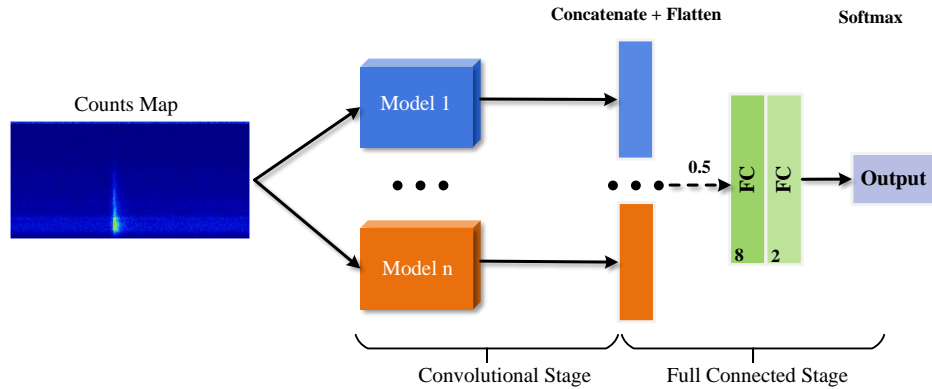 Concatenate + Flatten
Softmax
Counts Map
Model 1
0.5
FC
FC
8
2
Output
Model n
Convolutional Stage
Full Connected Stage